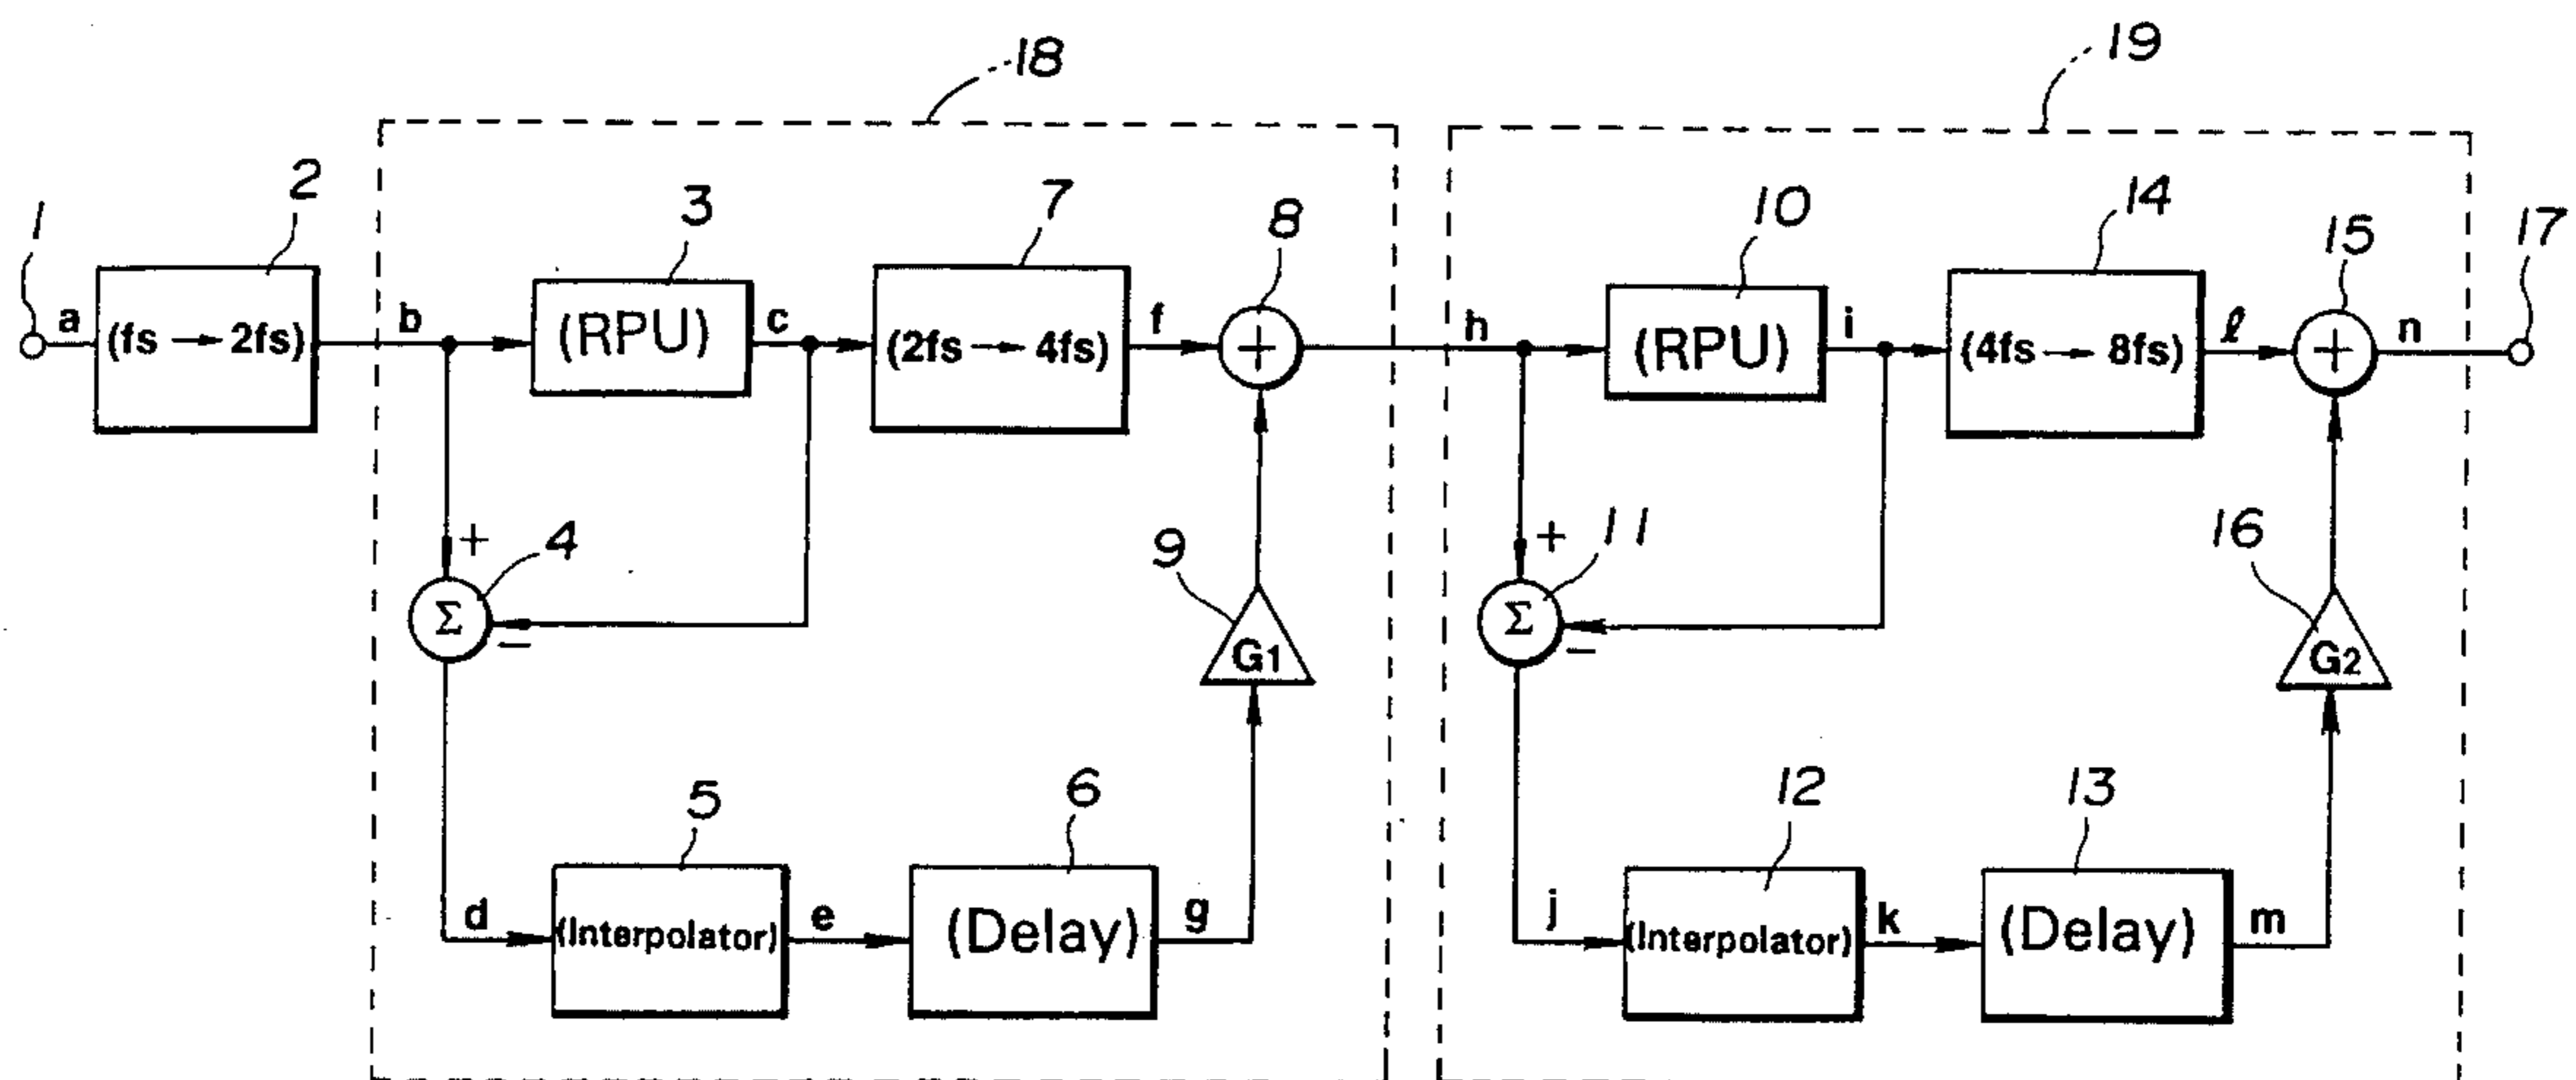 18
19
1
2
3
7
8
10
14
15
17
a
(fs → 2fs)
b
(RPU)
c
(2fs → 4fs)
f
+
h
(RPU)
i
(4fs → 8fs)
ℓ
+
n
+
4
Σ
−
9
G1
+
11
Σ
−
16
G2
5
6
12
13
d
(Interpolator)
e
(Delay)
g
j
(Interpolator)
k
(Delay)
m